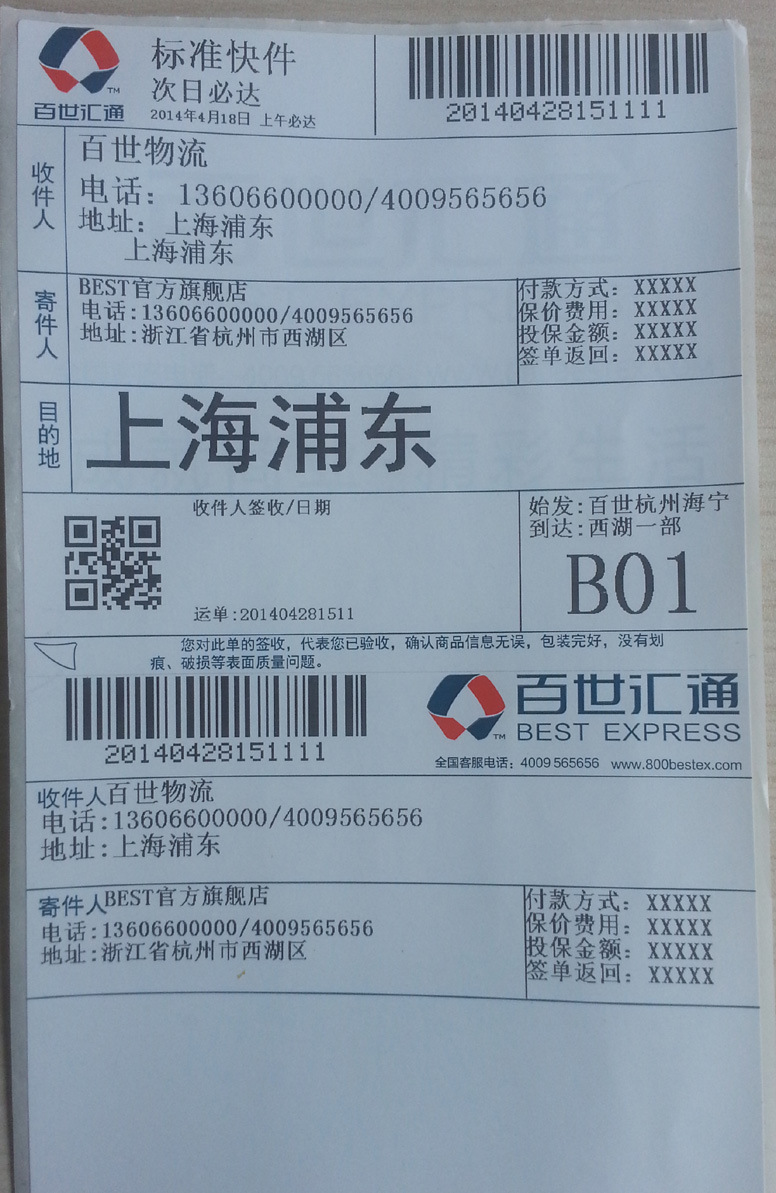 百世汇通
TM
标准快件
次日必达
2014年4月18日 上午必达
20140428151111
收件人
百世物流
电话：13606600000/4009565656
地址：上海浦东
上海浦东
寄件人
BEST官方旗舰店
电话:13606600000/4009565656
地址:浙江省杭州市西湖区
付款方式：XXXXX
保价费用：XXXXX
投保金额：XXXXX
签单返回：XXXXX
目的地
上海浦东
收件人签收/日期
运单:201404281511
始发:百世杭州海宁
到达:西湖一部
B01
您对此单的签收，代表您已验收，确认商品信息无误，包装完好，没有划
痕、破损等表面质量问题。
20140428151111
TM
百世汇通
BEST EXPRESS
全国客服电话：4009 565656 www.800bestex.com
收件人百世物流
电话:13606600000/4009565656
地址:上海浦东
寄件人BEST官方旗舰店
电话:13606600000/4009565656
地址:浙江省杭州市西湖区
付款方式：XXXXX
保价费用：XXXXX
投保金额：XXXXX
签单返回：XXXXX